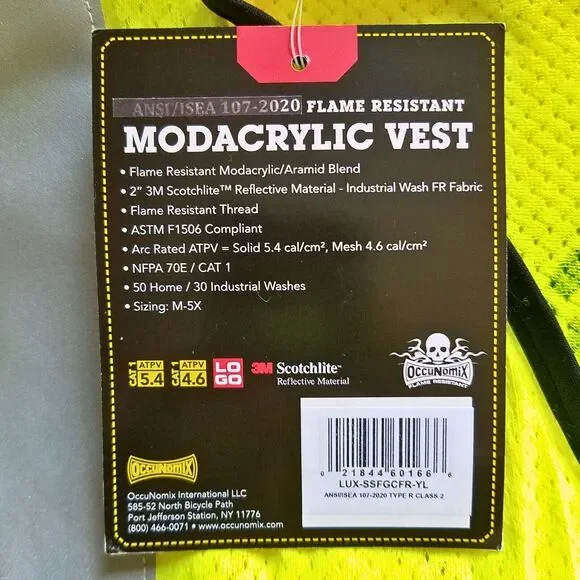 ANSI/ISEA 107-2020 FLAME RESISTANT
MODACRYLIC VEST
• Flame Resistant Modacrylic/Aramid Blend
• 2" 3M Scotchlite™ Reflective Material - Industrial Wash FR Fabric
• Flame Resistant Thread
• ASTM F1506 Compliant
• Arc Rated ATPV = Solid 5.4 cal/cm², Mesh 4.6 cal/cm²
• NFPA 70E / CAT 1
• 50 Home / 30 Industrial Washes
• Sizing: M-5X
CAT 1 ATPV 5.4 CAT 1 ATPV 4.6 LOGO 3M Scotchlite™
Reflective Material
OccuNomiX
FLAME RESISTANT
0 21844 60166 6
LUX-SSFGCFR-YL
ANSI/ISEA 107-2020 TYPE R CLASS 2
OccuNomiX
OccuNomix International LLC
585-52 North Bicycle Path
Port Jefferson Station, NY 11776
(800) 466-0071 • www.occunomix.com